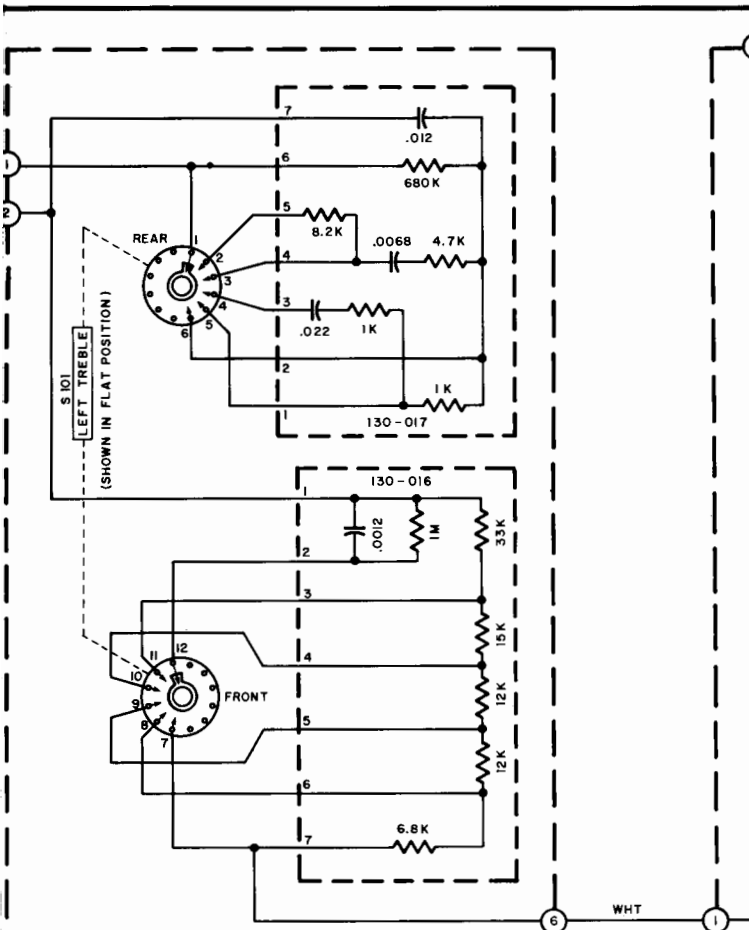 7
.012
1
6
680K
2
5
8.2K
REAR
1
2
3
4
5
6
4
.0068
4.7K
3
.022
1K
2
1K
1
130-017
S101
LEFT TREBLE
(SHOWN IN FLAT POSITION)
130-016
1
.0012
1M
33K
2
3
15K
4
12K
11
12
10
9
8
7
FRONT
5
12K
6
6.8K
7
6
WHT
1